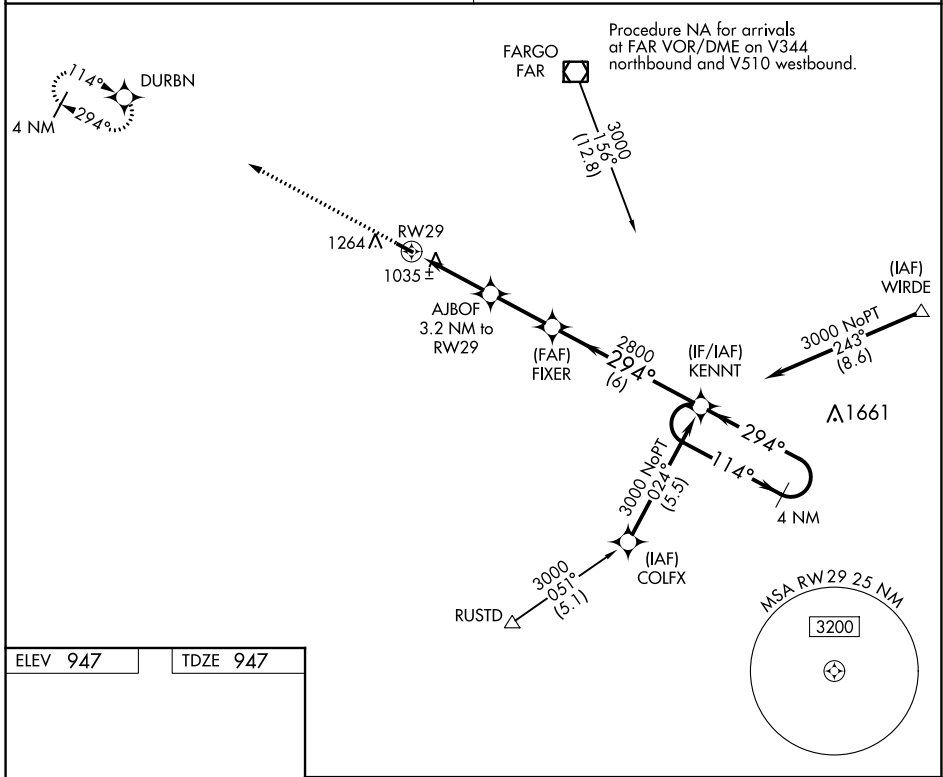 Procedure NA for arrivals
at FAR VOR/DME on V344
northbound and V510 westbound.
FARGO
FAR
114°
DURBN
294°
4 NM
3000
156°
(12.8)
RW29
1264
1035 ±
AJBOF
3.2 NM to
RW29
(FAF)
FIXER
2800
294°
(6)
(IF/IAF)
KENNT
(IAF)
WIRDE
3000 NoPT
243°
(8.6)
1661
294°
114°
4 NM
3000 NoPT
024°
(5.5)
(IAF)
COLFX
3000
051°
(5.1)
RUSTD
MSA RW29 25 NM
3200
ELEV 947
TDZE 947